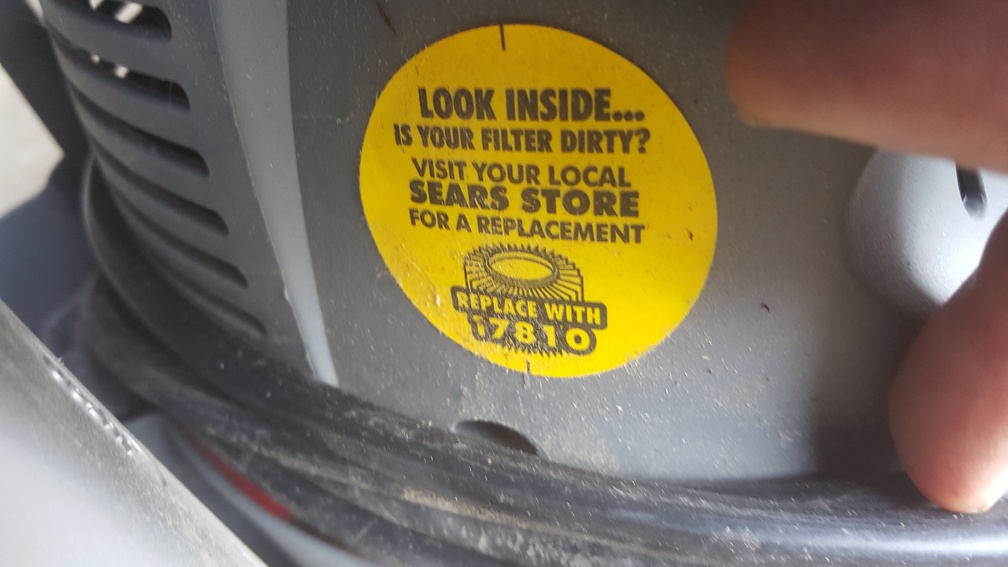 LOOK INSIDE...
IS YOUR FILTER DIRTY?
VISIT YOUR LOCAL
SEARS STORE
FOR A REPLACEMENT
REPLACE WITH
17810